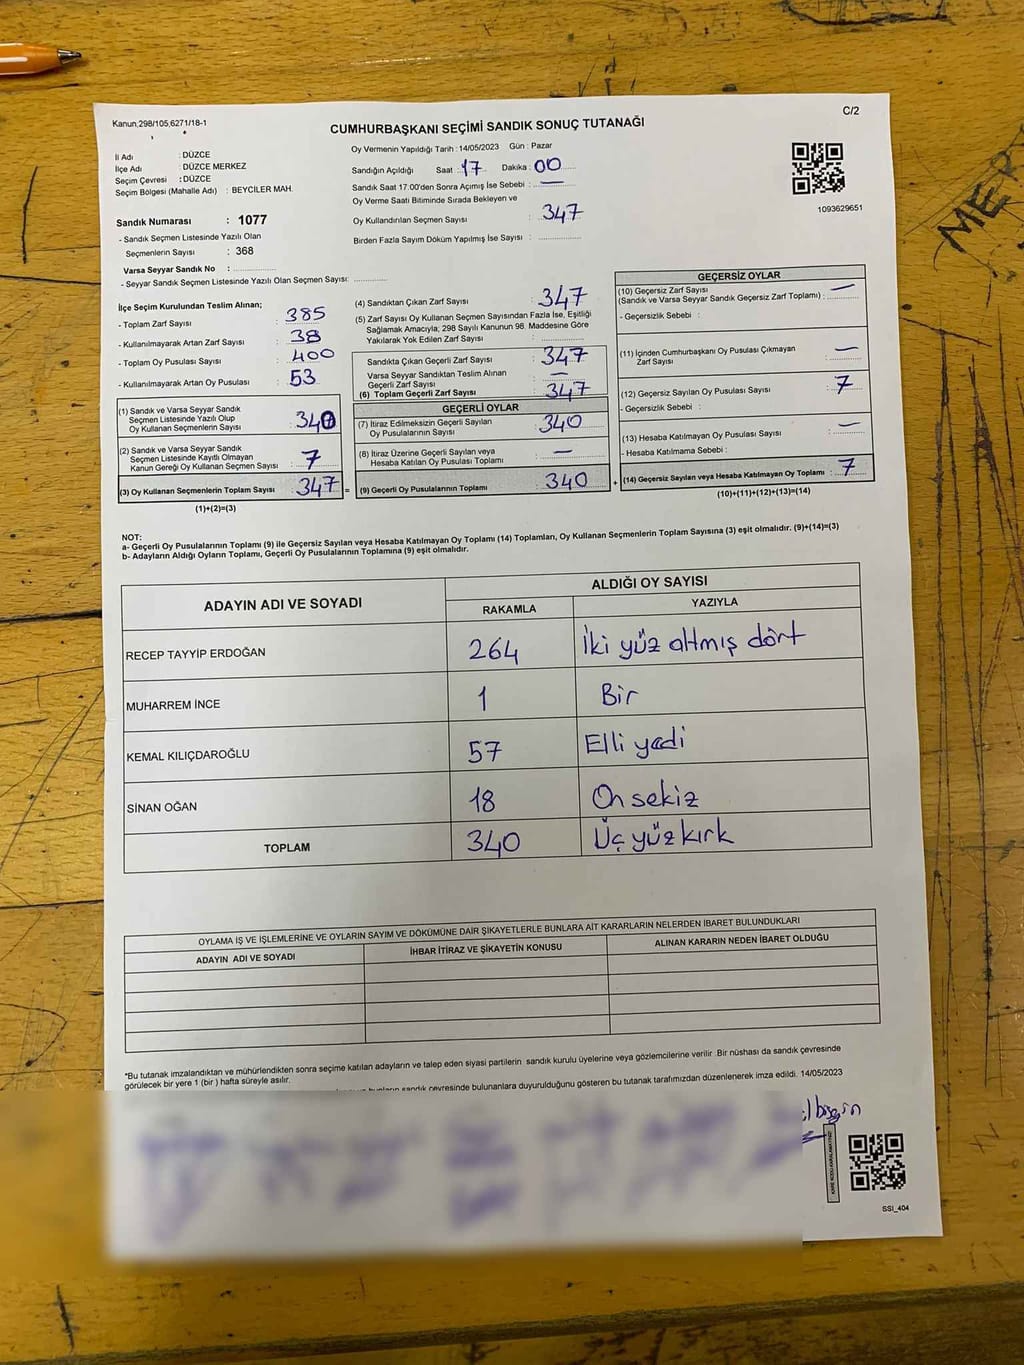 Kanun,298/105,6271/18-1
C/2
CUMHURBAŞKANI SEÇİMİ SANDIK SONUÇ TUTANAĞI
İl Adı : DÜZCE
İlçe Adı : DÜZCE MERKEZ
Seçim Çevresi : DÜZCE
Seçim Bölgesi (Mahalle Adı) : BEYCİLER MAH.
Sandık Numarası : 1077
- Sandık Seçmen Listesinde Yazılı Olan
Seçmenlerin Sayısı : 368
Varsa Seyyar Sandık No :
- Seyyar Sandık Seçmen Listesinde Yazılı Olan Seçmen Sayısı:
Oy Vermenin Yapıldığı Tarih : 14/05/2023 Gün : Pazar
Sandığın Açıldığı Saat : 17 Dakika : 00
Sandık Saat 17.00'den Sonra Açımış İse Sebebi : —
Oy Verme Saati Bitiminde Sırada Bekleyen ve
Oy Kullandırılan Seçmen Sayısı : 347
Birden Fazla Sayım Döküm Yapılmış İse Sayısı :
1093629651
İlçe Seçim Kurulundan Teslim Alınan;
- Toplam Zarf Sayısı : 385
- Kullanılmayarak Artan Zarf Sayısı : 38
- Toplam Oy Pusulası Sayısı : 400
- Kullanılmayarak Artan Oy Pusulası : 53
(1) Sandık ve Varsa Seyyar Sandık
Seçmen Listesinde Yazılı Olup
Oy Kullanan Seçmenlerin Sayısı : 340
(2) Sandık ve Varsa Seyyar Sandık
Seçmen Listesinde Kayıtlı Olmayan
Kanun Gereği Oy Kullanan Seçmen Sayısı : 7
(3) Oy Kullanan Seçmenlerin Toplam Sayısı : 347 =
(1)+(2)=(3)
(4) Sandıktan Çıkan Zarf Sayısı : 347
(5) Zarf Sayısı Oy Kullanan Seçmen Sayısından Fazla İse, Eşitliği
Sağlamak Amacıyla; 298 Sayılı Kanunun 98. Maddesine Göre
Yakılarak Yok Edilen Zarf Sayısı :
Sandıkta Çıkan Geçerli Zarf Sayısı : 347
Varsa Seyyar Sandıktan Teslim Alınan
Geçerli Zarf Sayısı : —
(6) Toplam Geçerli Zarf Sayısı : 347
GEÇERLİ OYLAR
(7) İtiraz Edilmeksizin Geçerli Sayılan
Oy Pusulalarının Sayısı : 340
(8) İtiraz Üzerine Geçerli Sayılan veya
Hesaba Katılan Oy Pusulası Toplamı : —
(9) Geçerli Oy Pusulalarının Toplamı : 340 +
GEÇERSİZ OYLAR
(10) Geçersiz Zarf Sayısı —
(Sandık ve Varsa Seyyar Sandık Geçersiz Zarf Toplamı) :
- Geçersizlik Sebebi :
(11) İçinden Cumhurbaşkanı Oy Pusulası Çıkmayan
Zarf Sayısı : —
(12) Geçersiz Sayılan Oy Pusulası Sayısı : 7
- Geçersizlik Sebebi :
(13) Hesaba Katılmayan Oy Pusulası Sayısı : —
- Hesaba Katılmama Sebebi :
(14) Geçersiz Sayılan veya Hesaba Katılmayan Oy Toplamı : 7
(10)+(11)+(12)+(13)=(14)
NOT:
a- Geçerli Oy Pusulalarının Toplamı (9) ile Geçersiz Sayılan veya Hesaba Katılmayan Oy Toplamı (14) Toplamları, Oy Kullanan Seçmenlerin Toplam Sayısına (3) eşit olmalıdır. (9)+(14)=(3)
b- Adayların Aldığı Oyların Toplamı, Geçerli Oy Pusulalarının Toplamına (9) eşit olmalıdır.
ADAYIN ADI VE SOYADI ALDIĞI OY SAYISI
RAKAMLA YAZIYLA
RECEP TAYYİP ERDOĞAN 264 İki yüz altmış dört
MUHARREM İNCE 1 Bir
KEMAL KILIÇDAROĞLU 57 Elli yedi
SİNAN OĞAN 18 On sekiz
TOPLAM 340 Üç yüz kırk
OYLAMA İŞ VE İŞLEMLERİNE VE OYLARIN SAYIM VE DÖKÜMÜNE DAİR ŞİKAYETLERLE BUNLARA AİT KARARLARIN NELERDEN İBARET BULUNDUKLARI
ADAYIN ADI VE SOYADI İHBAR İTİRAZ VE ŞİKAYETİN KONUSU ALINAN KARARIN NEDEN İBARET OLDUĞU
*Bu tutanak imzalandıktan ve mühürlendikten sonra seçime katılan adayların ve talep eden siyasi partilerin sandık kurulu üyelerine veya gözlemcilerine verilir. Bir nüshası da sandık çevresinde
görülecek bir yere 1 (bir) hafta süreyle asılır.
sandık çevresinde bulunanlara duyurulduğunu gösteren bu tutanak tarafımızdan düzenlenerek imza edildi. 14/05/2023
SSI_404